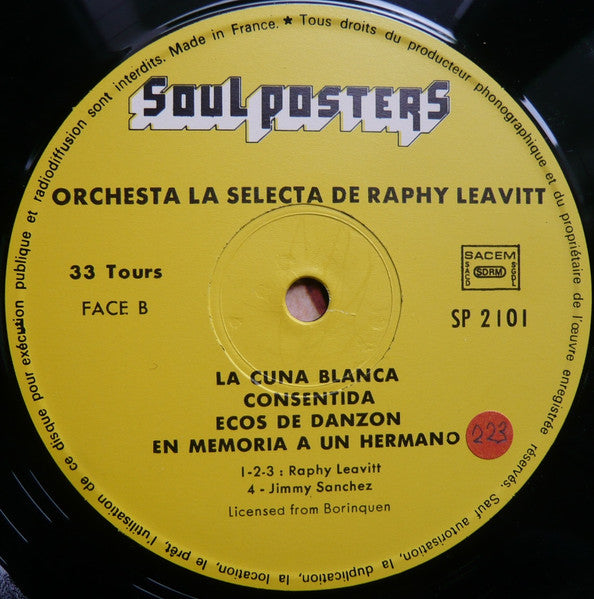 Made in France. * Tous droits du producteur phonographique et du propriétaire de l'œuvre enregistrée réservés. Sauf autorisation, la duplication, la location, le prêt, l'utilisation de ce disque pour exécution publique et radiodiffusion sont interdits.
SOUL POSTERS
ORCHESTA LA SELECTA DE RAPHY LEAVITT
33 Tours
FACE B
SACEM
SACD SDRM SGDL
SP 2101
LA CUNA BLANCA
CONSENTIDA
ECOS DE DANZON
EN MEMORIA A UN HERMANO
223
1-2-3 : Raphy Leavitt
4 - Jimmy Sanchez
Licensed from Borinquen